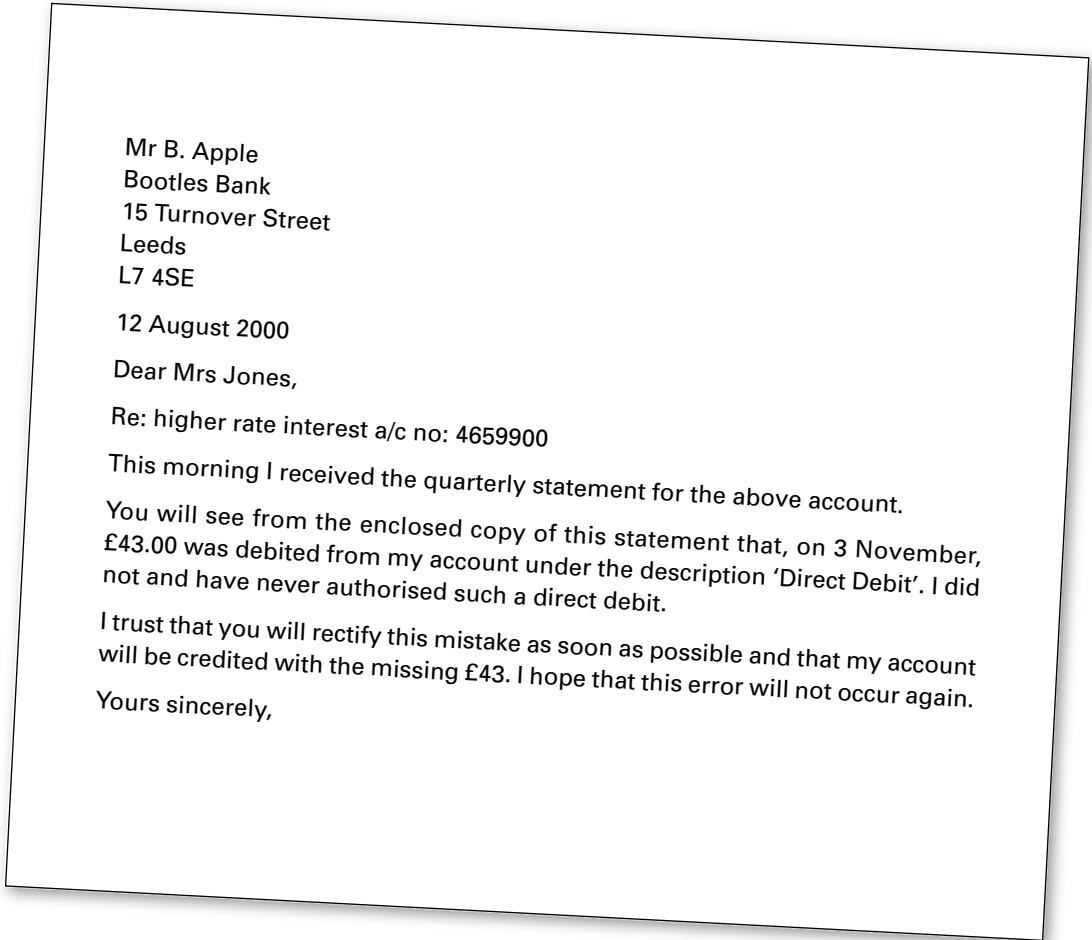 Mr B. Apple
Bootles Bank
15 Turnover Street
Leeds
L7 4SE
12 August 2000
Dear Mrs Jones,
Re: higher rate interest a/c no: 4659900
This morning I received the quarterly statement for the above account.
You will see from the enclosed copy of this statement that, on 3 November,
£43.00 was debited from my account under the description ‘Direct Debit’. I did
not and have never authorised such a direct debit.
I trust that you will rectify this mistake as soon as possible and that my account
will be credited with the missing £43. I hope that this error will not occur again.
Yours sincerely,